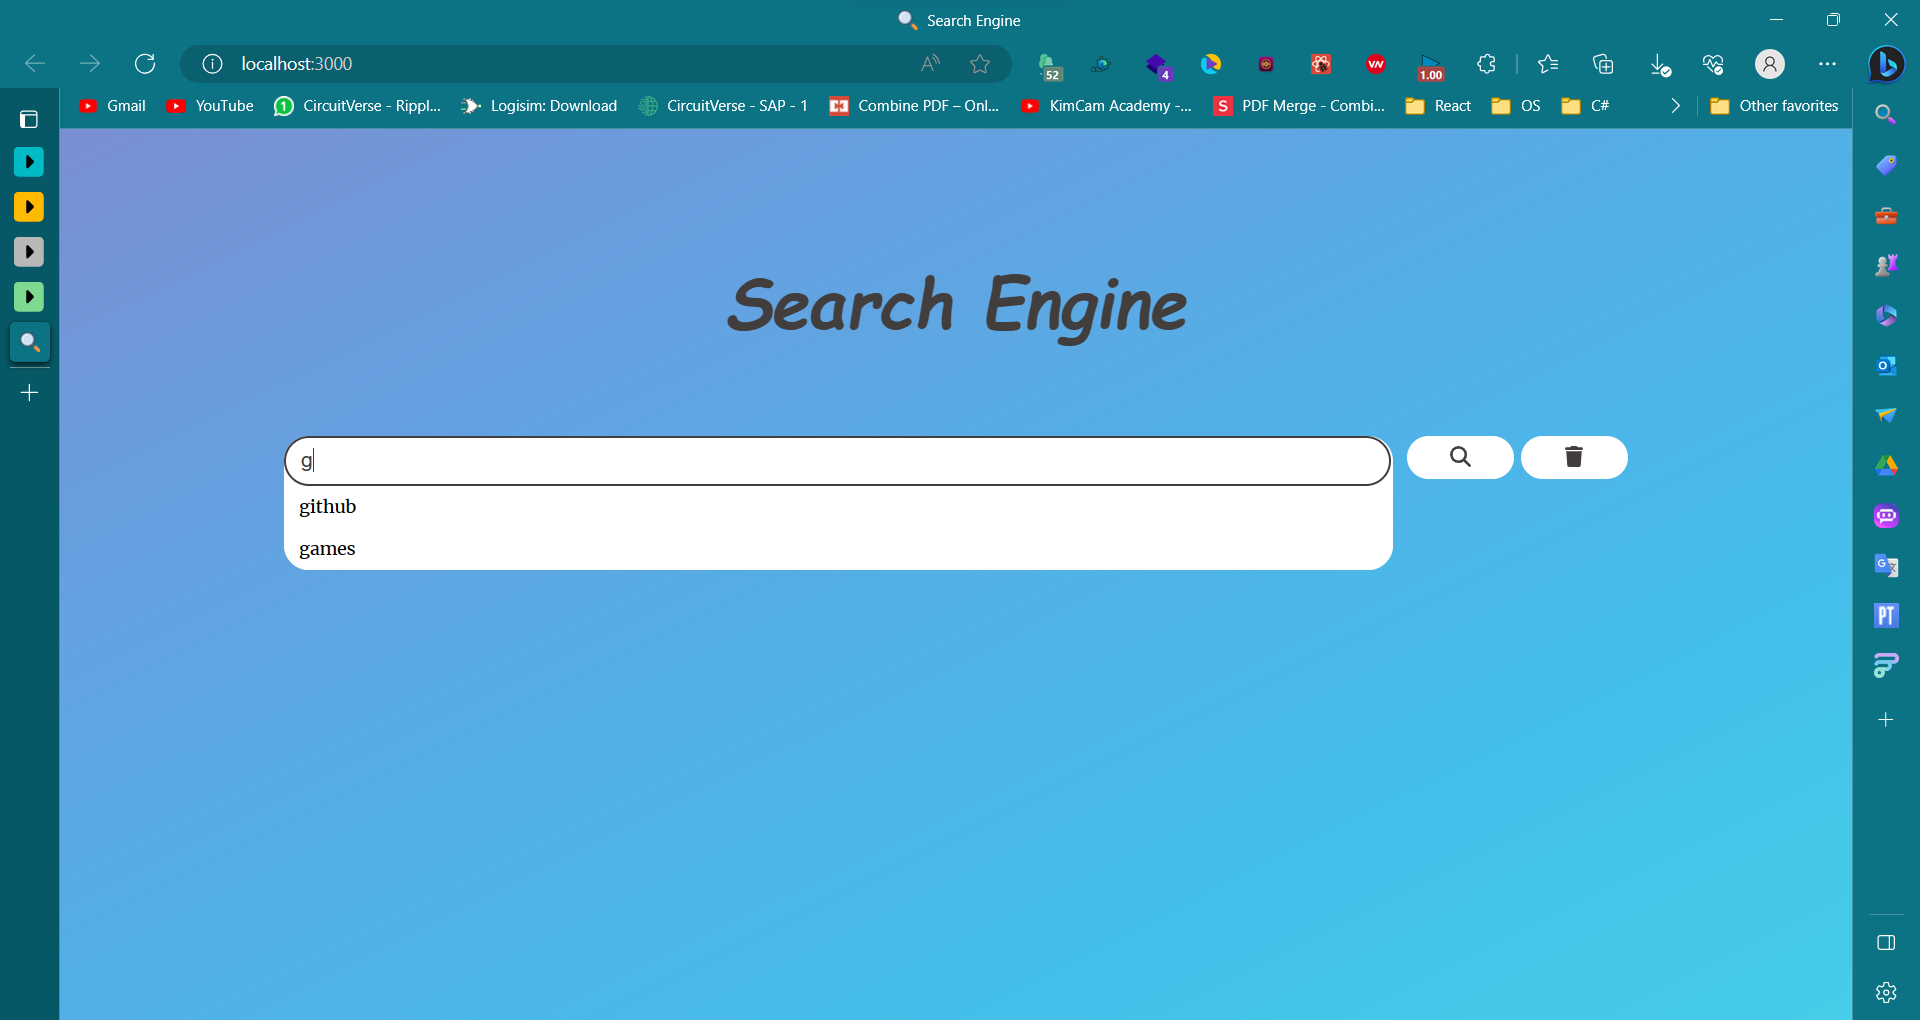 Search Engine
localhost:3000
52
4
1.00
Gmail YouTube CircuitVerse - Rippl... Logisim: Download CircuitVerse - SAP - 1 Combine PDF – Onl... KimCam Academy -... PDF Merge - Combi... React OS C# Other favorites
Search Engine
g
github
games